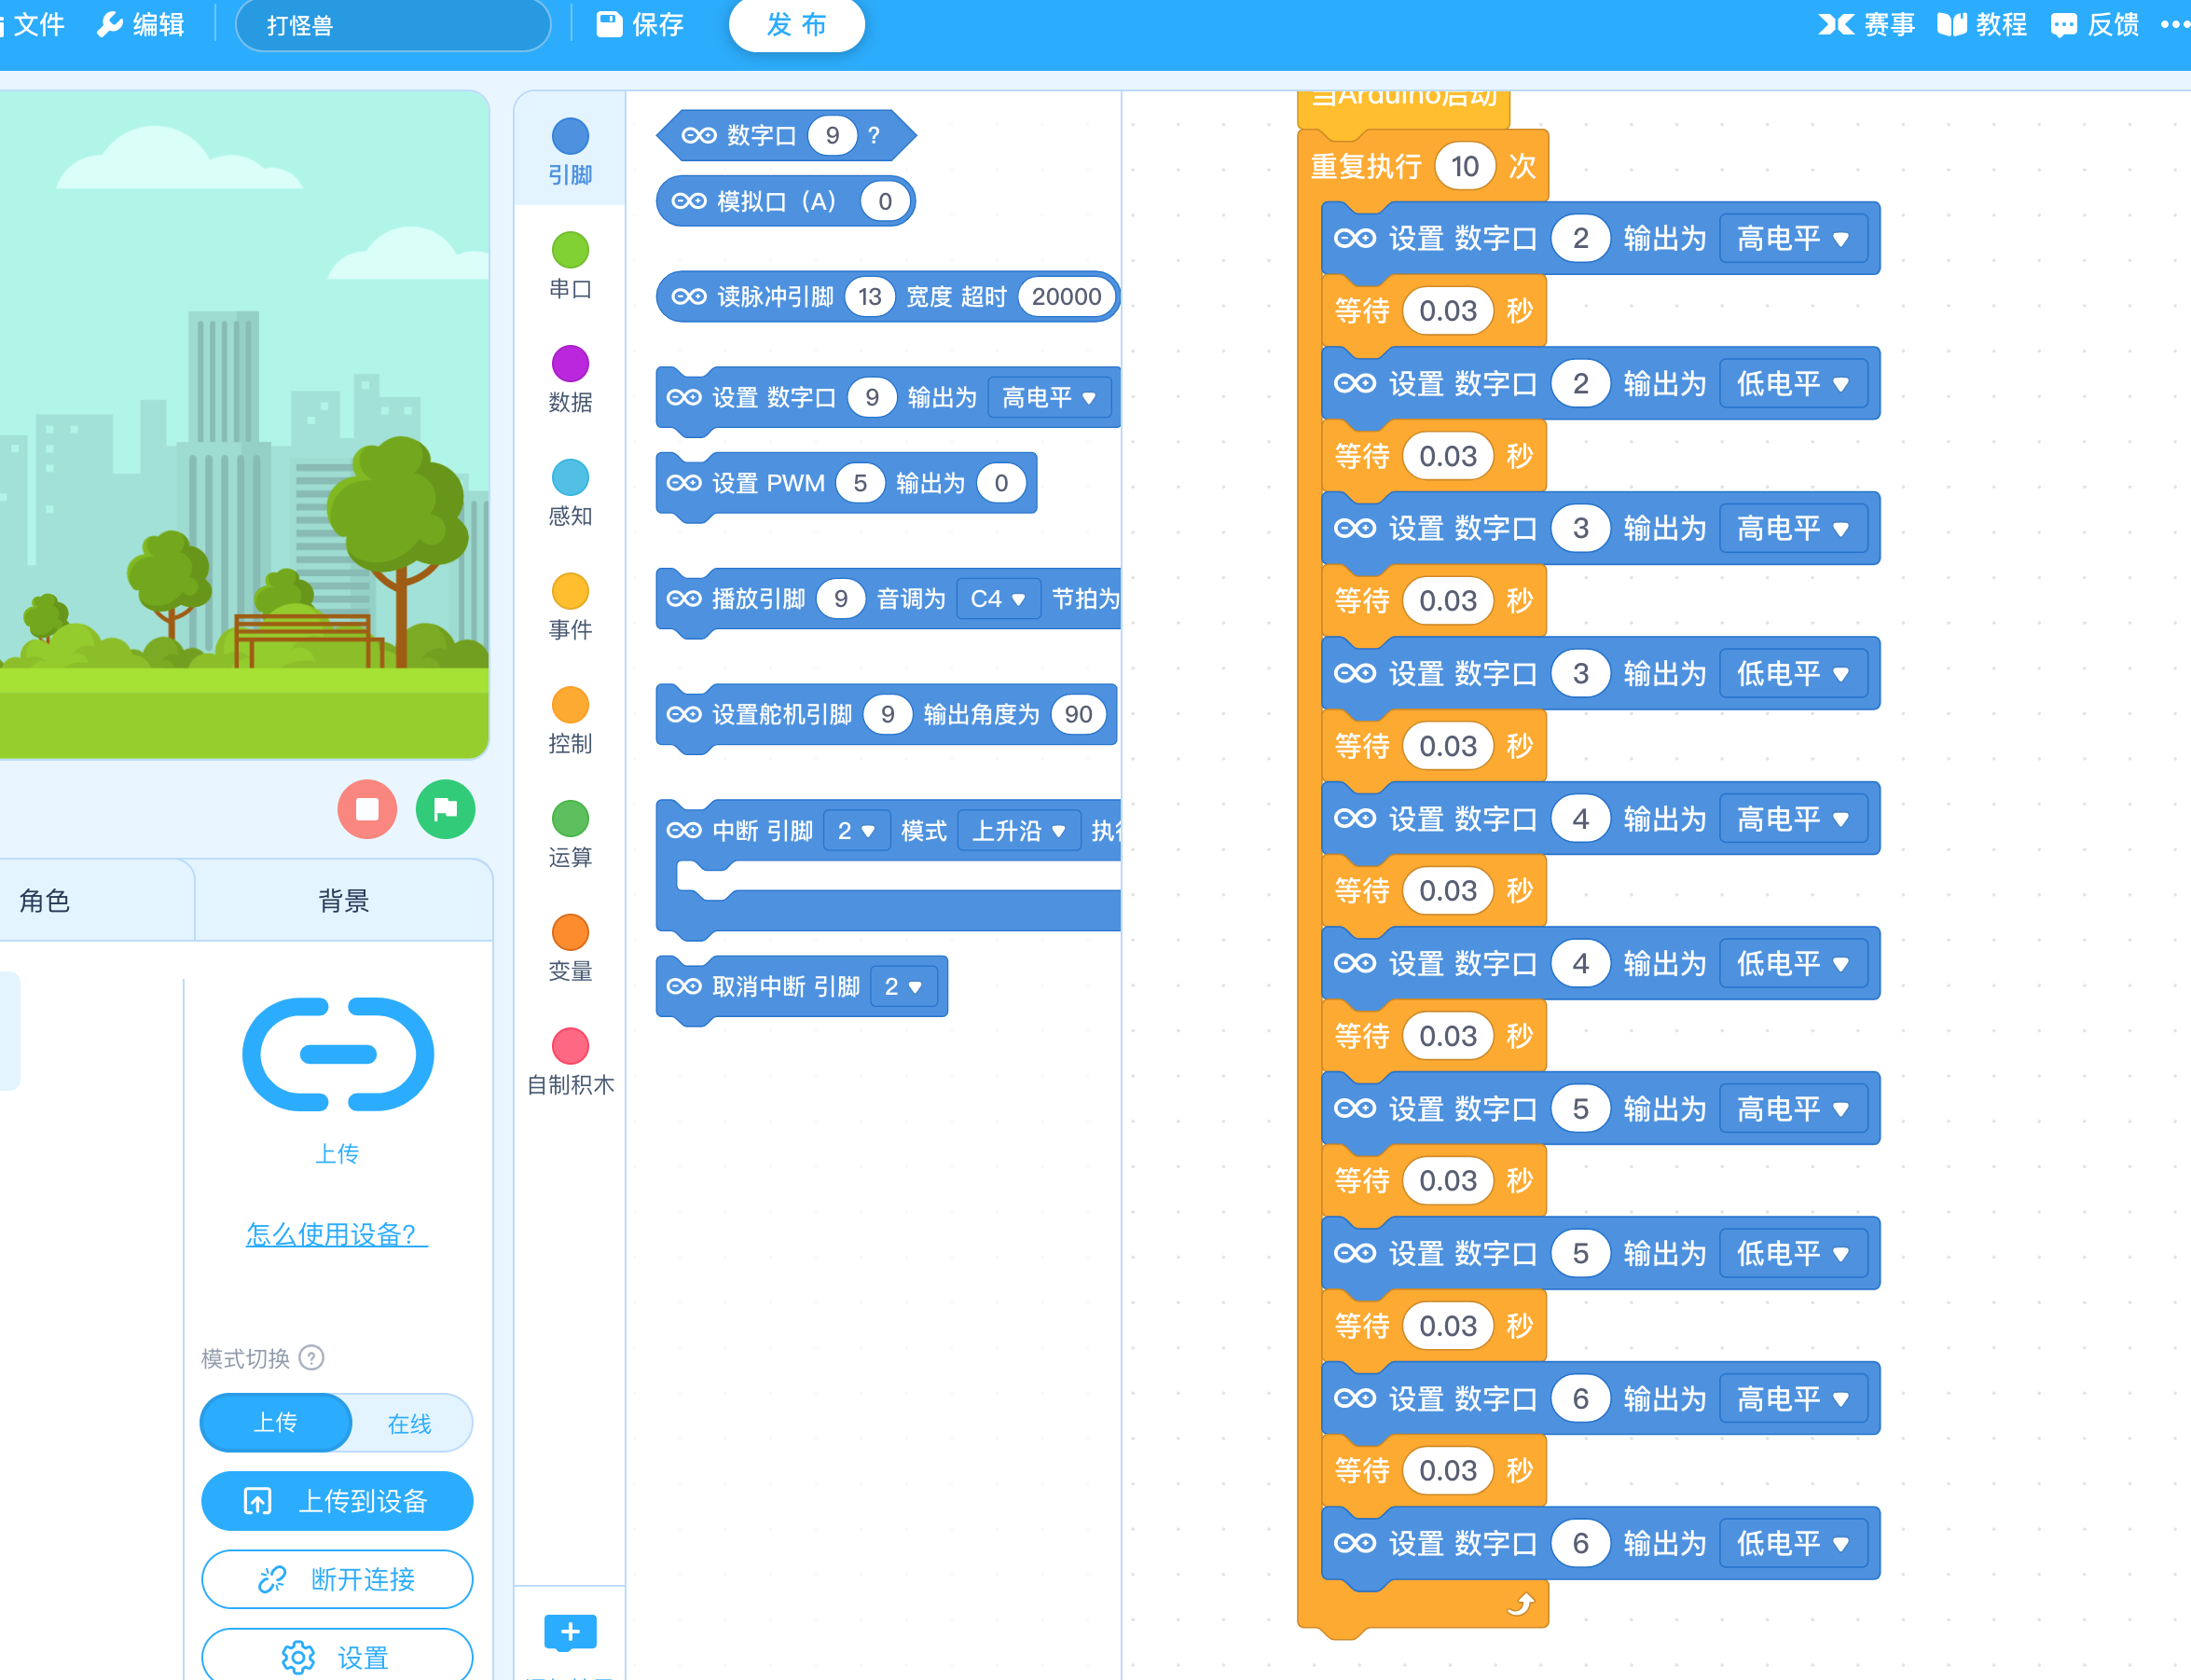 文件 编辑 打怪兽 保存 发布 赛事 教程 反馈
引脚
串口
数据
感知
事件
控制
运算
变量
自制积木
数字口 9 ?
模拟口 (A) 0
读脉冲引脚 13 宽度 超时 20000
设置 数字口 9 输出为 高电平
设置 PWM 5 输出为 0
播放引脚 9 音调为 C4 节拍为
设置舵机引脚 9 输出角度为 90
中断 引脚 2 模式 上升沿
取消中断 引脚 2
当Arduino启动
重复执行 10 次
设置 数字口 2 输出为 高电平
等待 0.03 秒
设置 数字口 2 输出为 低电平
等待 0.03 秒
设置 数字口 3 输出为 高电平
等待 0.03 秒
设置 数字口 3 输出为 低电平
等待 0.03 秒
设置 数字口 4 输出为 高电平
等待 0.03 秒
设置 数字口 4 输出为 低电平
等待 0.03 秒
设置 数字口 5 输出为 高电平
等待 0.03 秒
设置 数字口 5 输出为 低电平
等待 0.03 秒
设置 数字口 6 输出为 高电平
等待 0.03 秒
设置 数字口 6 输出为 低电平
角色 背景
上传
怎么使用设备?
模式切换 ?
上传 在线
上传到设备
断开连接
设置